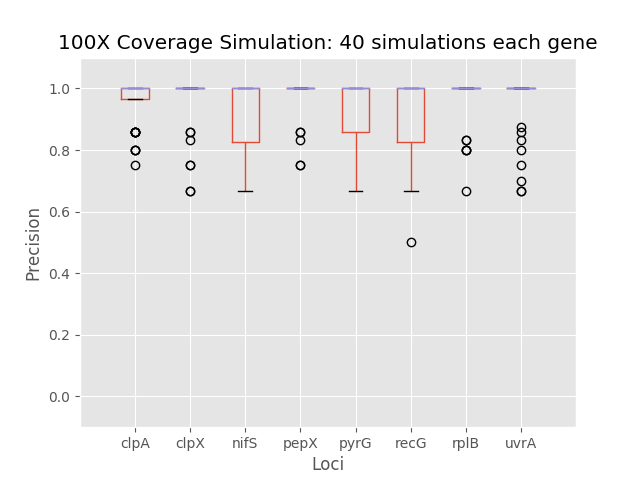 100X Coverage Simulation: 40 simulations each gene
Precision
1.0
0.8
0.6
0.4
0.2
0.0
clpA clpX nifS pepX pyrG recG rplB uvrA
Loci